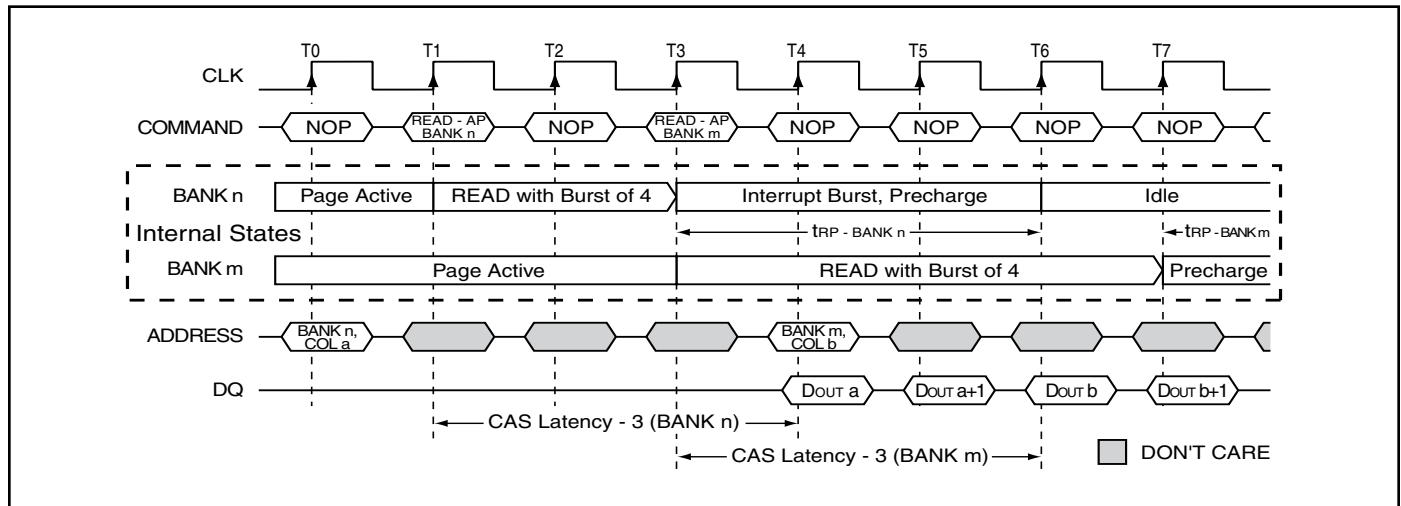 T0 T1 T2 T3 T4 T5 T6 T7
CLK
COMMAND NOP READ - AP BANK n NOP READ - AP BANK m NOP NOP NOP NOP
BANK n Page Active READ with Burst of 4 Interrupt Burst, Precharge Idle
Internal States tRP - BANK n tRP - BANK m
BANK m Page Active READ with Burst of 4 Precharge
ADDRESS BANK n, COL a BANK m, COL b
DQ DOUT a DOUT a+1 DOUT b DOUT b+1
CAS Latency - 3 (BANK n)
CAS Latency - 3 (BANK m) DON'T CARE